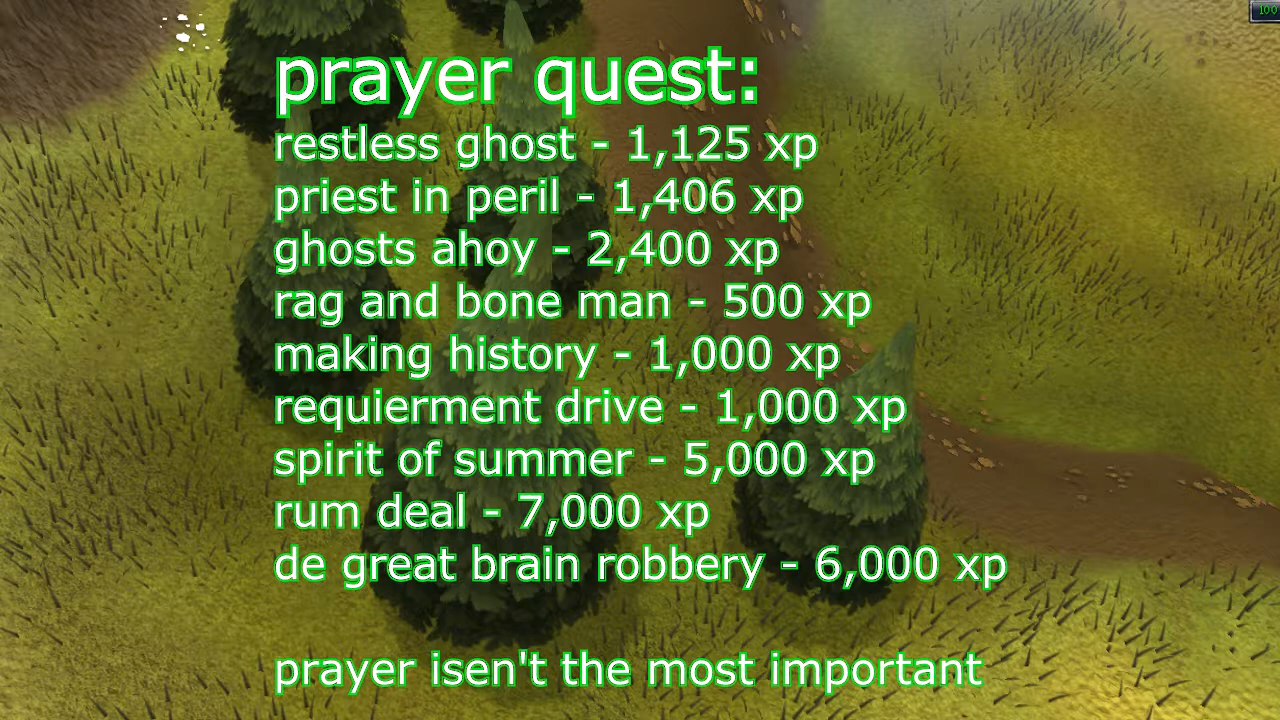 100
prayer quest:
restless ghost - 1,125 xp
priest in peril - 1,406 xp
ghosts ahoy - 2,400 xp
rag and bone man - 500 xp
making history - 1,000 xp
requierment drive - 1,000 xp
spirit of summer - 5,000 xp
rum deal - 7,000 xp
de great brain robbery - 6,000 xp
prayer isen't the most important